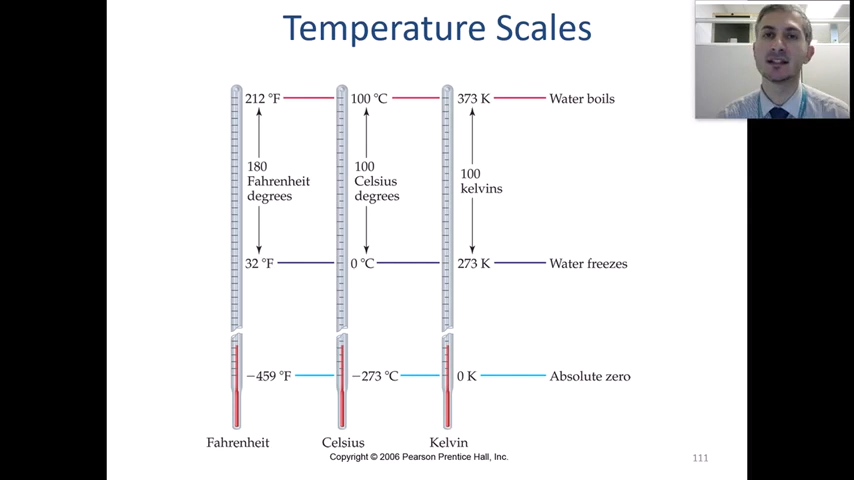 Temperature Scales
212 °F
100 °C
373 K
Water boils
180
Fahrenheit
degrees
100
Celsius
degrees
100
kelvins
32 °F
0 °C
273 K
Water freezes
−459 °F
−273 °C
0 K
Absolute zero
Fahrenheit
Celsius
Kelvin
Copyright © 2006 Pearson Prentice Hall, Inc.
111